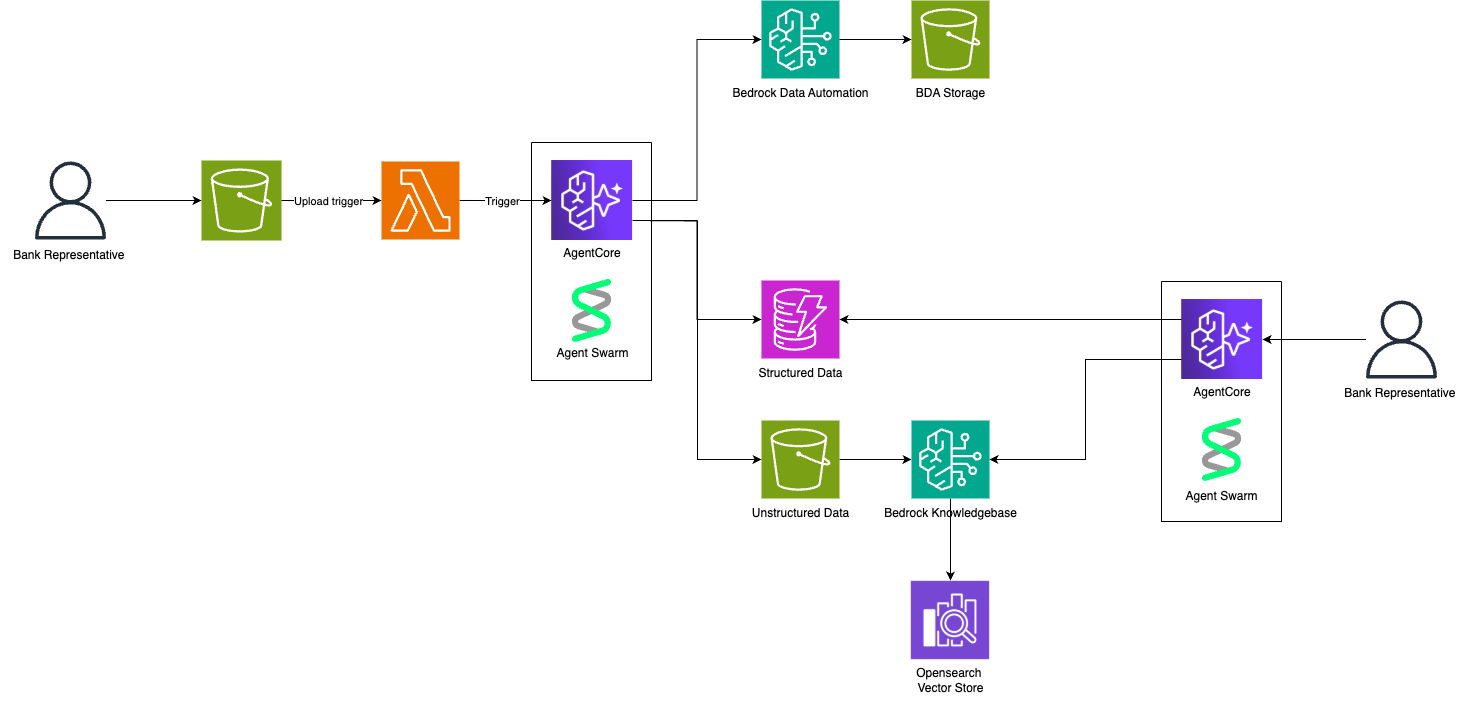 Bedrock Data Automation
BDA Storage
Upload trigger
Trigger
Bank Representative
AgentCore
Agent Swarm
Structured Data
AgentCore
Bank Representative
Agent Swarm
Unstructured Data
Bedrock Knowledgebase
Opensearch
Vector Store